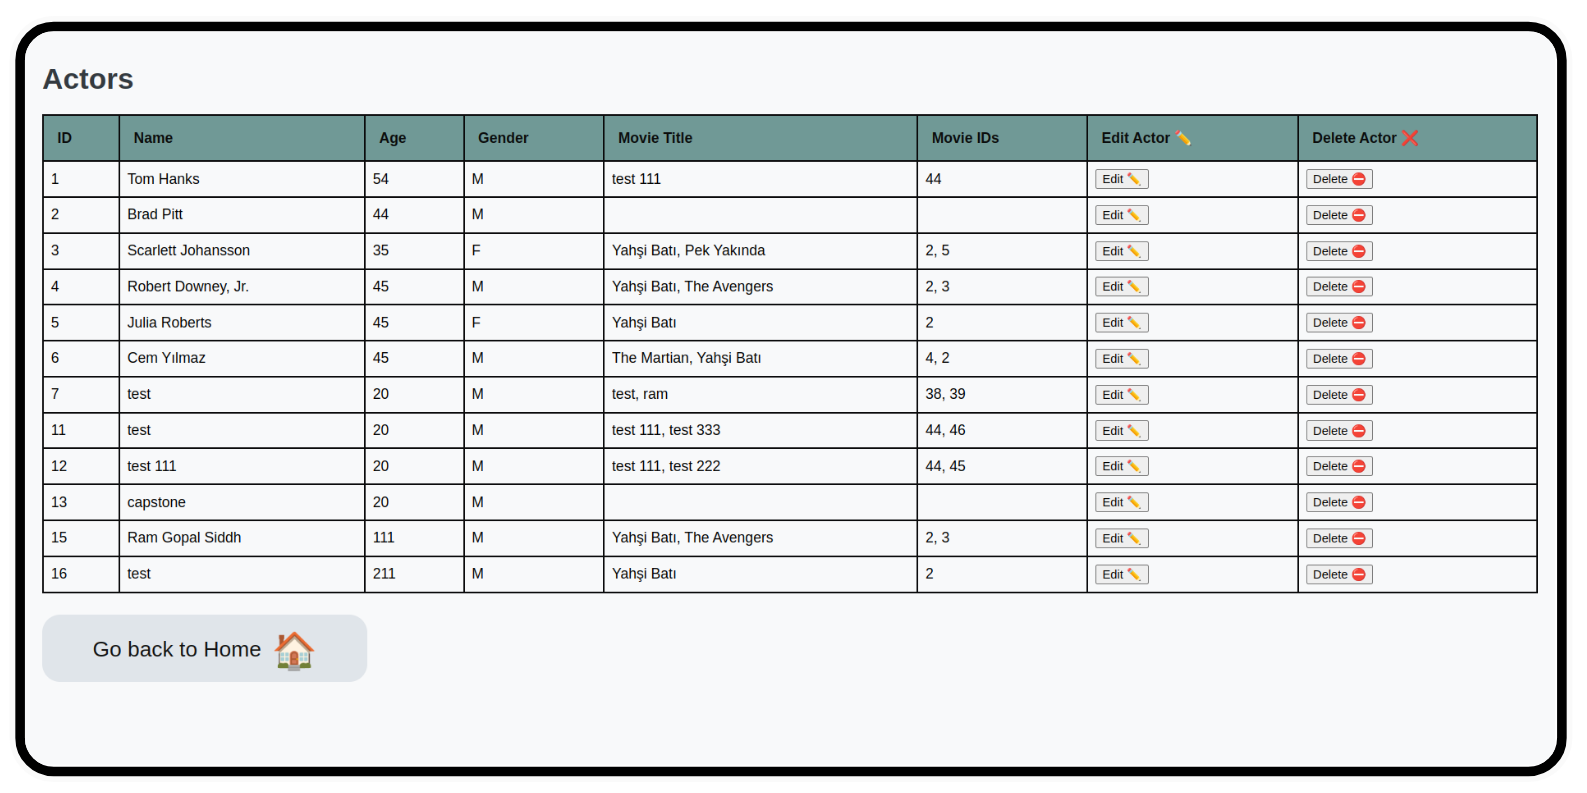 Actors
ID Name Age Gender Movie Title Movie IDs Edit Actor ✏️ Delete Actor ❌
1 Tom Hanks 54 M test 111 44 Edit ✏️ Delete ⛔
2 Brad Pitt 44 M Edit ✏️ Delete ⛔
3 Scarlett Johansson 35 F Yahşi Batı, Pek Yakında 2, 5 Edit ✏️ Delete ⛔
4 Robert Downey, Jr. 45 M Yahşi Batı, The Avengers 2, 3 Edit ✏️ Delete ⛔
5 Julia Roberts 45 F Yahşi Batı 2 Edit ✏️ Delete ⛔
6 Cem Yılmaz 45 M The Martian, Yahşi Batı 4, 2 Edit ✏️ Delete ⛔
7 test 20 M test, ram 38, 39 Edit ✏️ Delete ⛔
11 test 20 M test 111, test 333 44, 46 Edit ✏️ Delete ⛔
12 test 111 20 M test 111, test 222 44, 45 Edit ✏️ Delete ⛔
13 capstone 20 M Edit ✏️ Delete ⛔
15 Ram Gopal Siddh 111 M Yahşi Batı, The Avengers 2, 3 Edit ✏️ Delete ⛔
16 test 211 M Yahşi Batı 2 Edit ✏️ Delete ⛔
Go back to Home 🏠